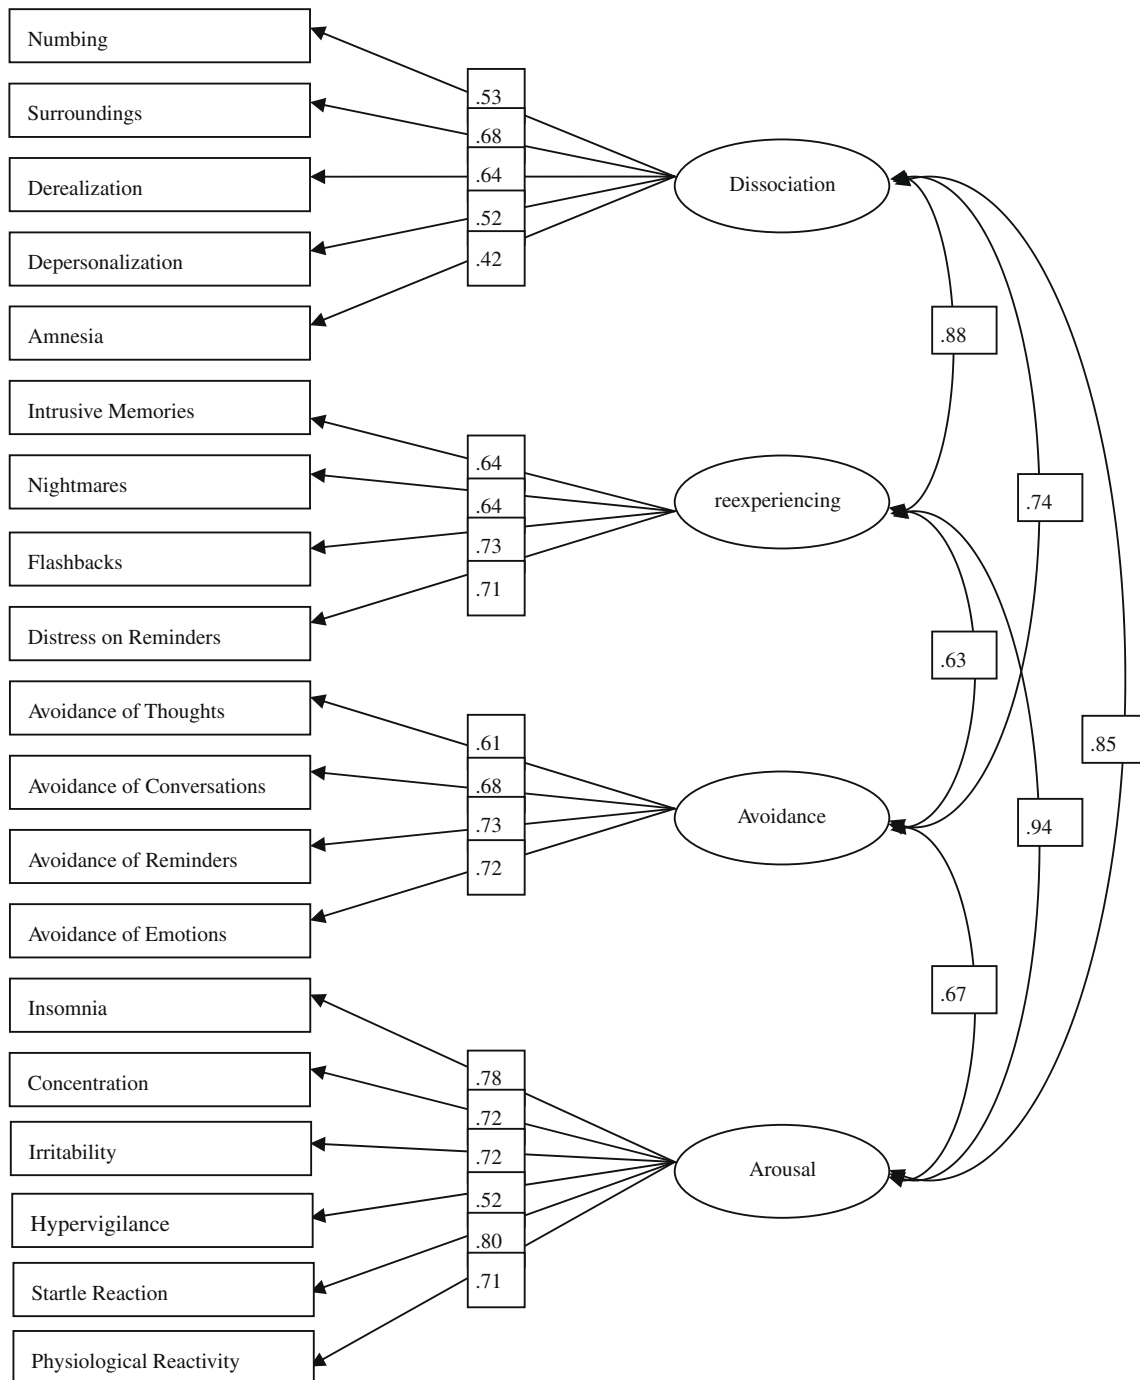 Numbing
Surroundings
Derealization
Depersonalization
Amnesia
Intrusive Memories
Nightmares
Flashbacks
Distress on Reminders
Avoidance of Thoughts
Avoidance of Conversations
Avoidance of Reminders
Avoidance of Emotions
Insomnia
Concentration
Irritability
Hypervigilance
Startle Reaction
Physiological Reactivity
.53
.68
.64
.52
.42
.64
.64
.73
.71
.61
.68
.73
.72
.78
.72
.72
.52
.80
.71
Dissociation
reexperiencing
Avoidance
Arousal
.88
.74
.63
.85
.94
.67